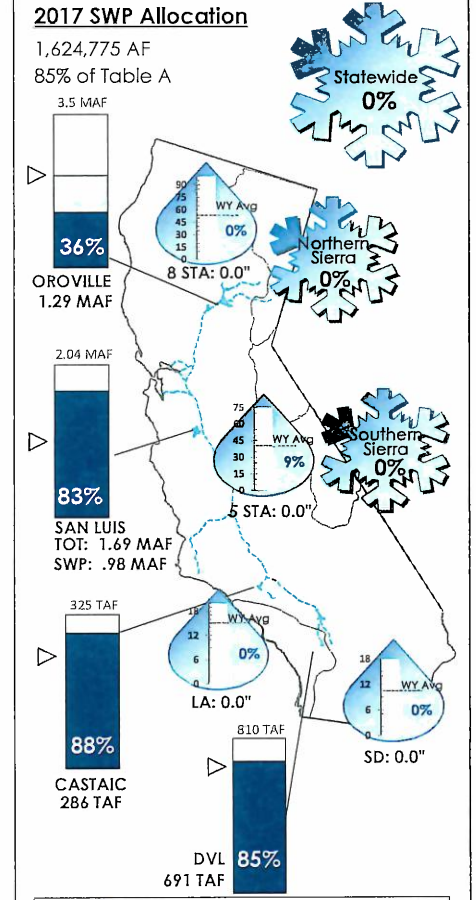 2017 SWP Allocation
1,624,775 AF
85% of Table A
Statewide
0%
3.5 MAF
36%
OROVILLE
1.29 MAF
90
75
60
45
30
15
0
WY Avg
0%
8 STA: 0.0"
Northern
Sierra
0%
2.04 MAF
83%
SAN LUIS
TOT: 1.69 MAF
SWP: .98 MAF
75
60
45
30
15
0
WY Avg
9%
5 STA: 0.0"
Southern
Sierra
0%
325 TAF
88%
CASTAIC
286 TAF
18
12
6
0
WY Avg
0%
LA: 0.0"
18
12
6
0
WY Avg
0%
SD: 0.0"
810 TAF
DVL 85%
691 TAF